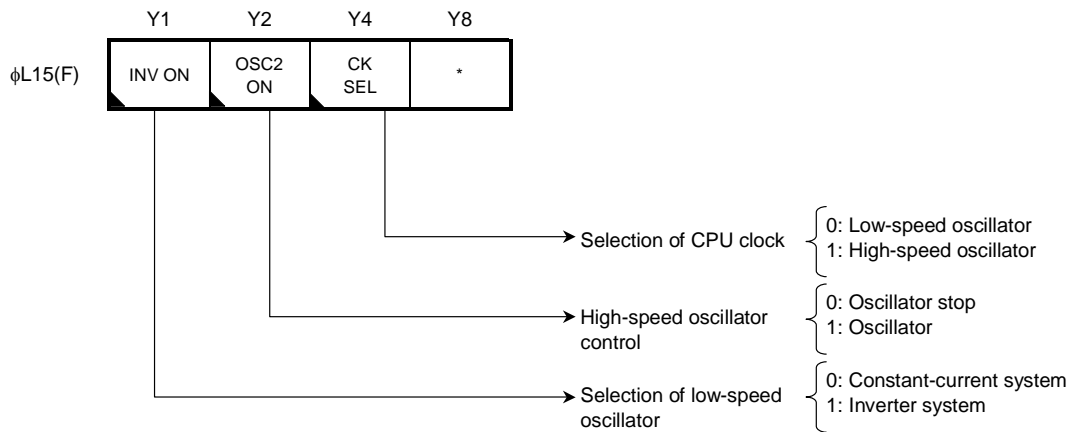 Y1 Y2 Y4 Y8
ϕL15(F)
INV ON
OSC2
ON
CK
SEL
*
Selection of CPU clock
0: Low-speed oscillator
1: High-speed oscillator
High-speed oscillator
control
0: Oscillator stop
1: Oscillator
Selection of low-speed
oscillator
0: Constant-current system
1: Inverter system